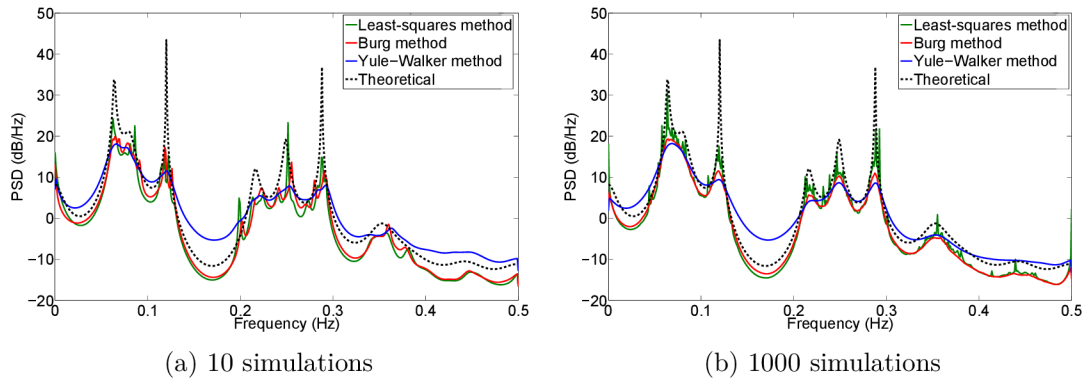 50
40
30
20
10
0
−10
−20
PSD (dB/Hz)
Least−squares method
Burg method
Yule−Walker method
Theoretical
0
0.1
0.2
0.3
0.4
0.5
Frequency (Hz)
(a) 10 simulations
50
40
30
20
10
0
−10
−20
PSD (dB/Hz)
Least−squares method
Burg method
Yule−Walker method
Theoretical
0
0.1
0.2
0.3
0.4
0.5
Frequency (Hz)
(b) 1000 simulations